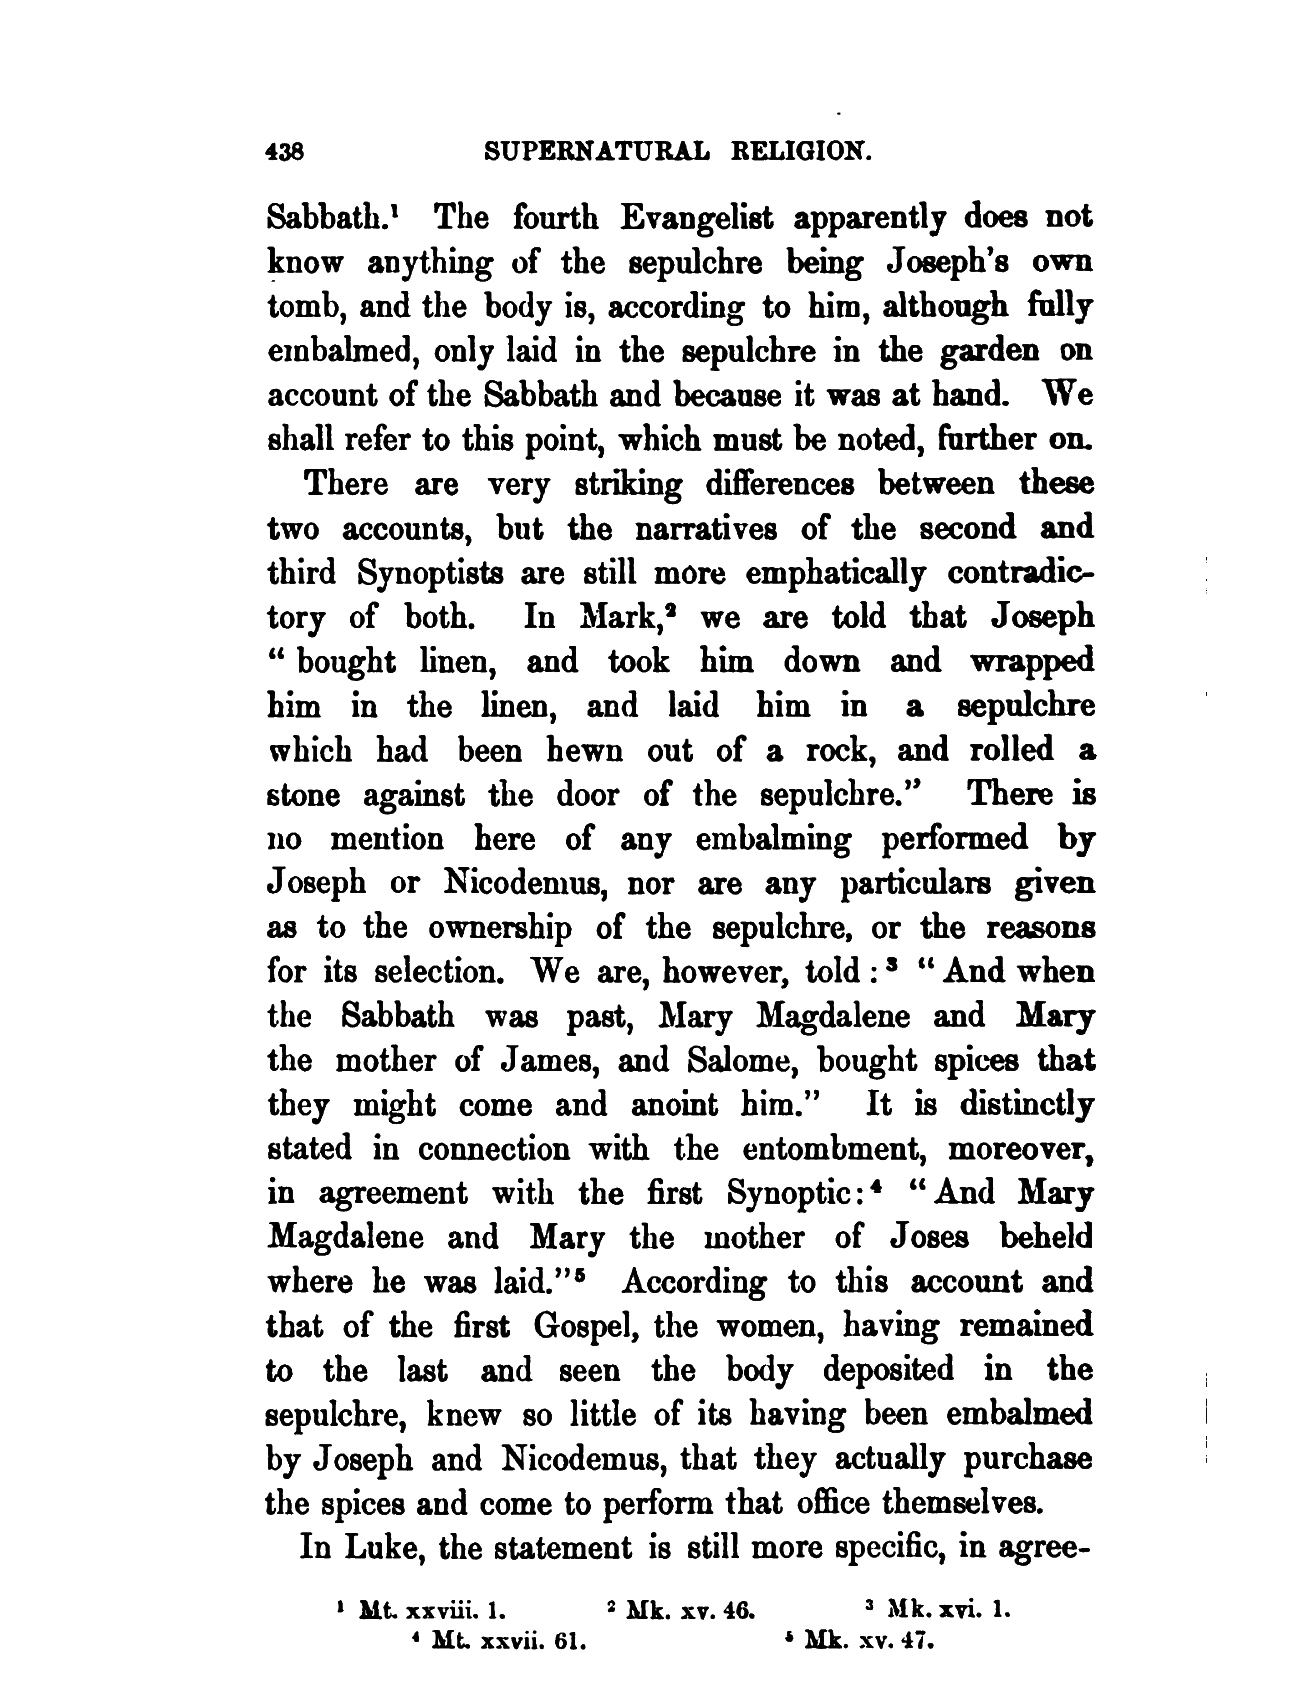 438 SUPERNATURAL RELIGION.
Sabbath.¹ The fourth Evangelist apparently does not
know anything of the sepulchre being Joseph's own
tomb, and the body is, according to him, although fully
embalmed, only laid in the sepulchre in the garden on
account of the Sabbath and because it was at hand. We
shall refer to this point, which must be noted, further on.
There are very striking differences between these
two accounts, but the narratives of the second and
third Synoptists are still more emphatically contradic-
tory of both. In Mark,² we are told that Joseph
“ bought linen, and took him down and wrapped
him in the linen, and laid him in a sepulchre
which had been hewn out of a rock, and rolled a
stone against the door of the sepulchre.” There is
no mention here of any embalming performed by
Joseph or Nicodemus, nor are any particulars given
as to the ownership of the sepulchre, or the reasons
for its selection. We are, however, told : ³ “ And when
the Sabbath was past, Mary Magdalene and Mary
the mother of James, and Salome, bought spices that
they might come and anoint him.” It is distinctly
stated in connection with the entombment, moreover,
in agreement with the first Synoptic: ⁴ “ And Mary
Magdalene and Mary the mother of Joses beheld
where he was laid.”⁵ According to this account and
that of the first Gospel, the women, having remained
to the last and seen the body deposited in the
sepulchre, knew so little of its having been embalmed
by Joseph and Nicodemus, that they actually purchase
the spices and come to perform that office themselves.
In Luke, the statement is still more specific, in agree-
¹ Mt. xxviii. 1. ² Mk. xv. 46. ³ Mk. xvi. 1.
⁴ Mt. xxvii. 61. ⁵ Mk. xv. 47.